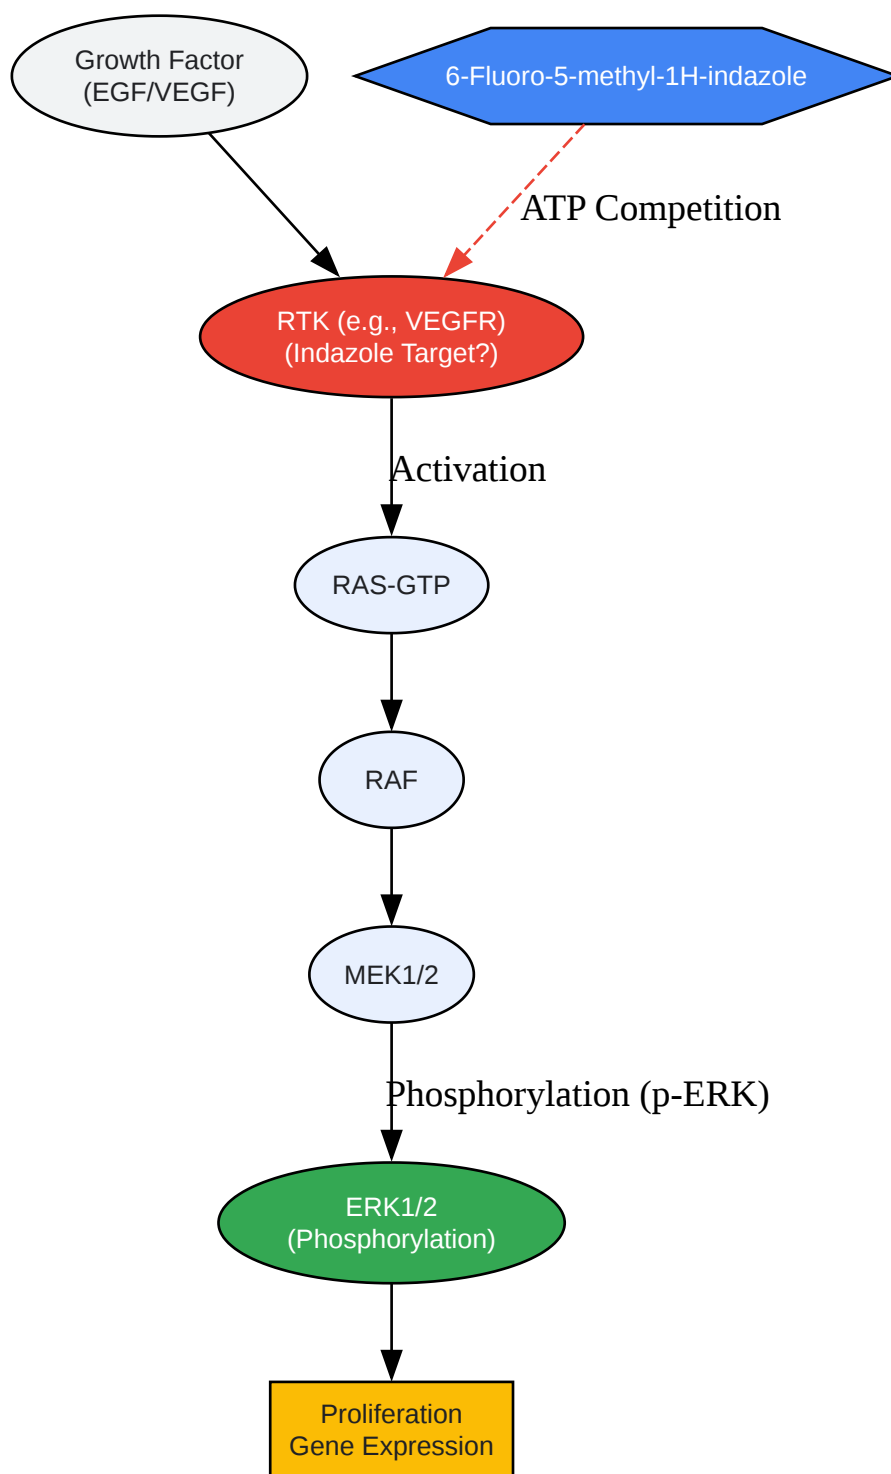 Growth Factor
(EGF/VEGF)
6-Fluoro-5-methyl-1H-indazole
ATP Competition
RTK (e.g., VEGFR)
(Indazole Target?)
Activation
RAS-GTP
RAF
MEK1/2
Phosphorylation (p-ERK)
ERK1/2
(Phosphorylation)
Proliferation
Gene Expression